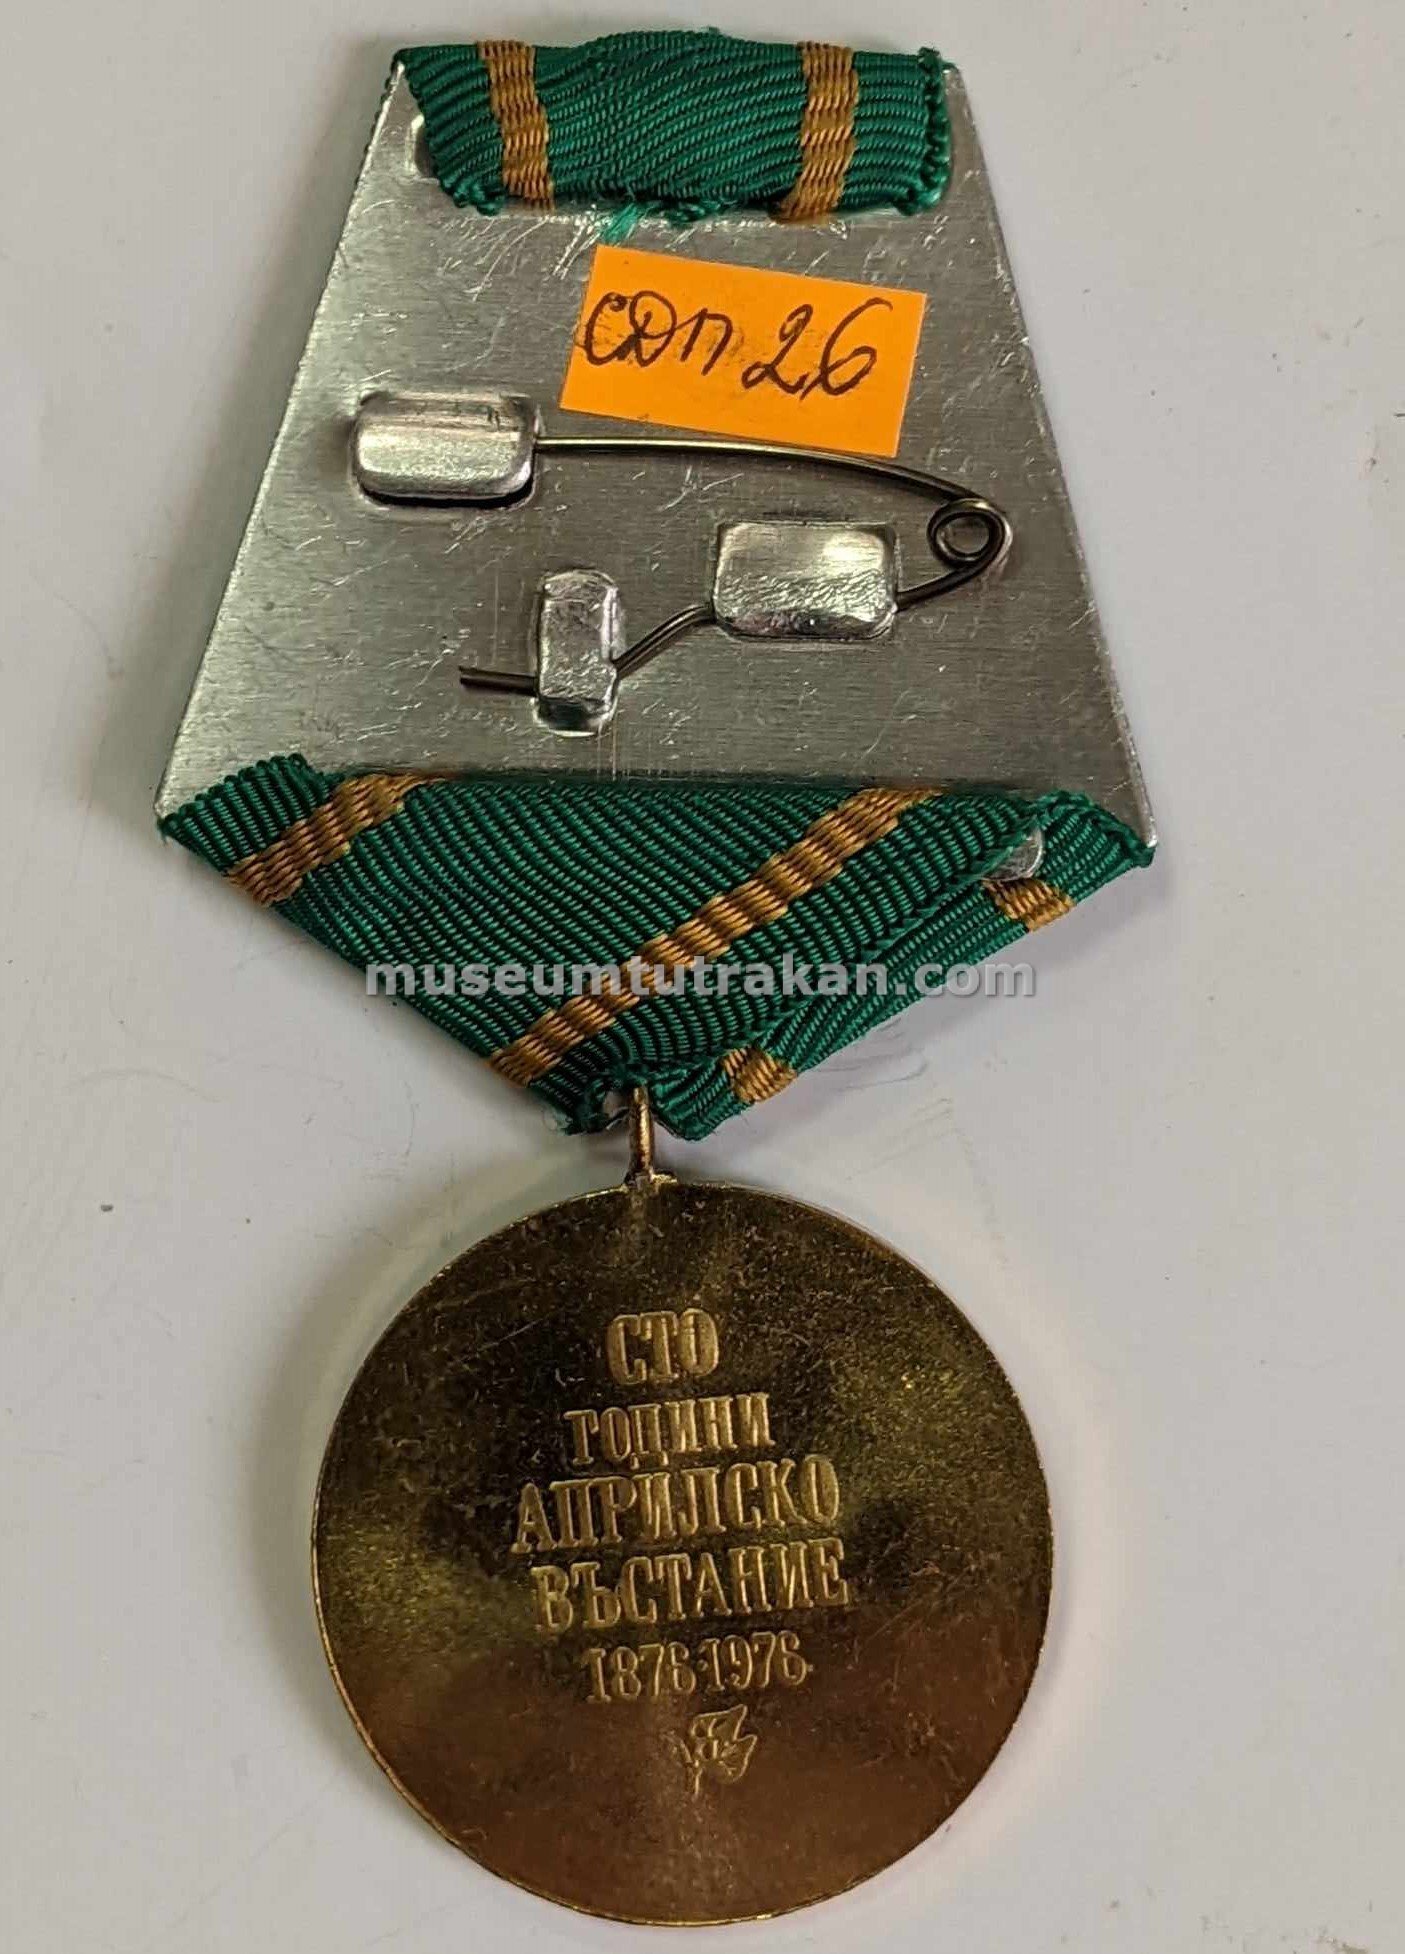 СДП 26
museumtutrakan.com
СТО
ГОДИНИ
АПРИЛСКО
ВЪСТАНИЕ
1876·1976